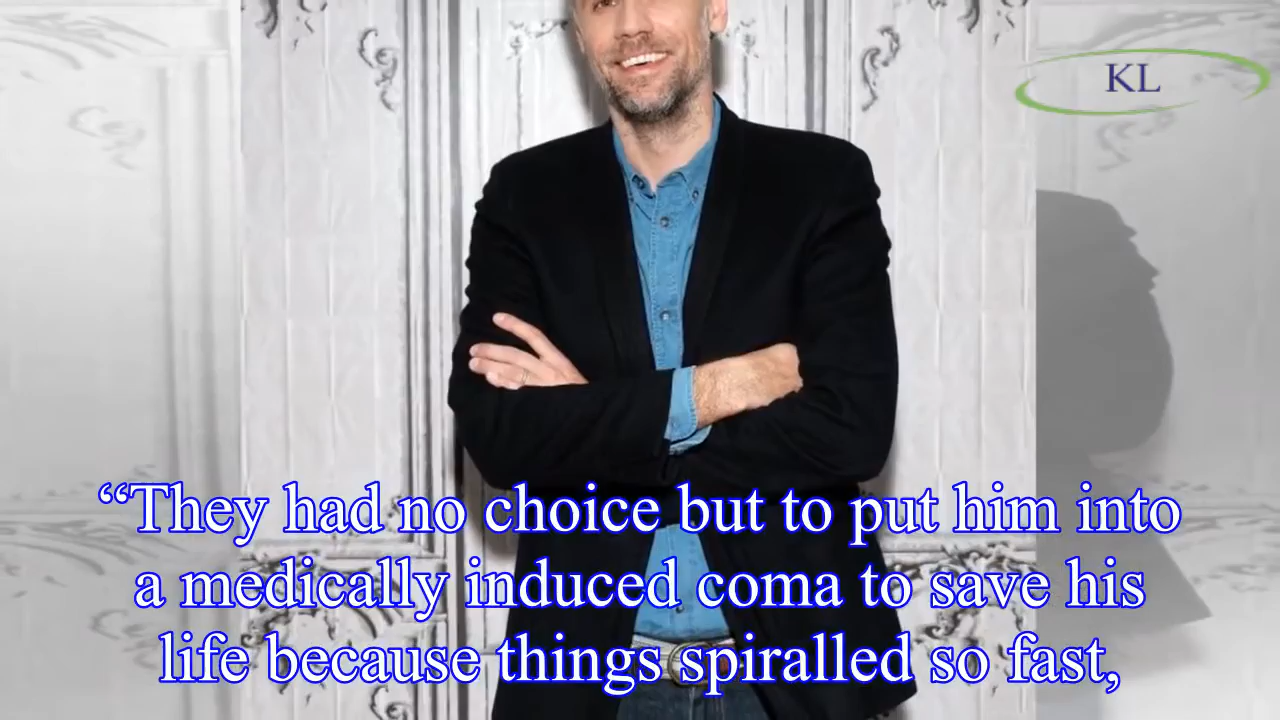 KL
“They had no choice but to put him into
a medically induced coma to save his
life because things spiralled so fast,